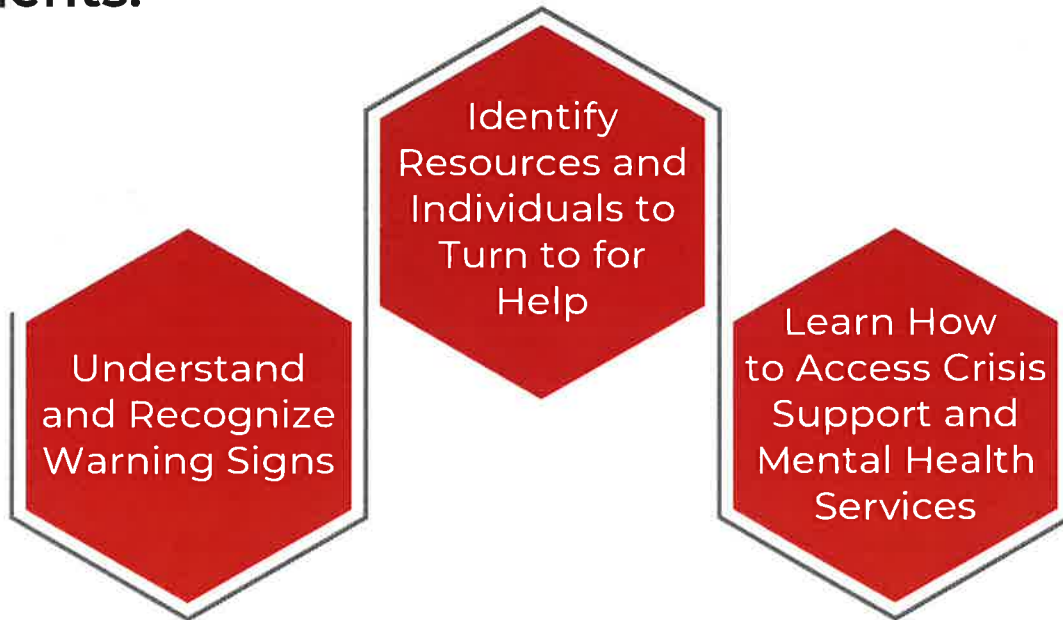 Understand
and Recognize
Warning Signs
Identify
Resources and
Individuals to
Turn to for
Help
Learn How
to Access Crisis
Support and
Mental Health
Services